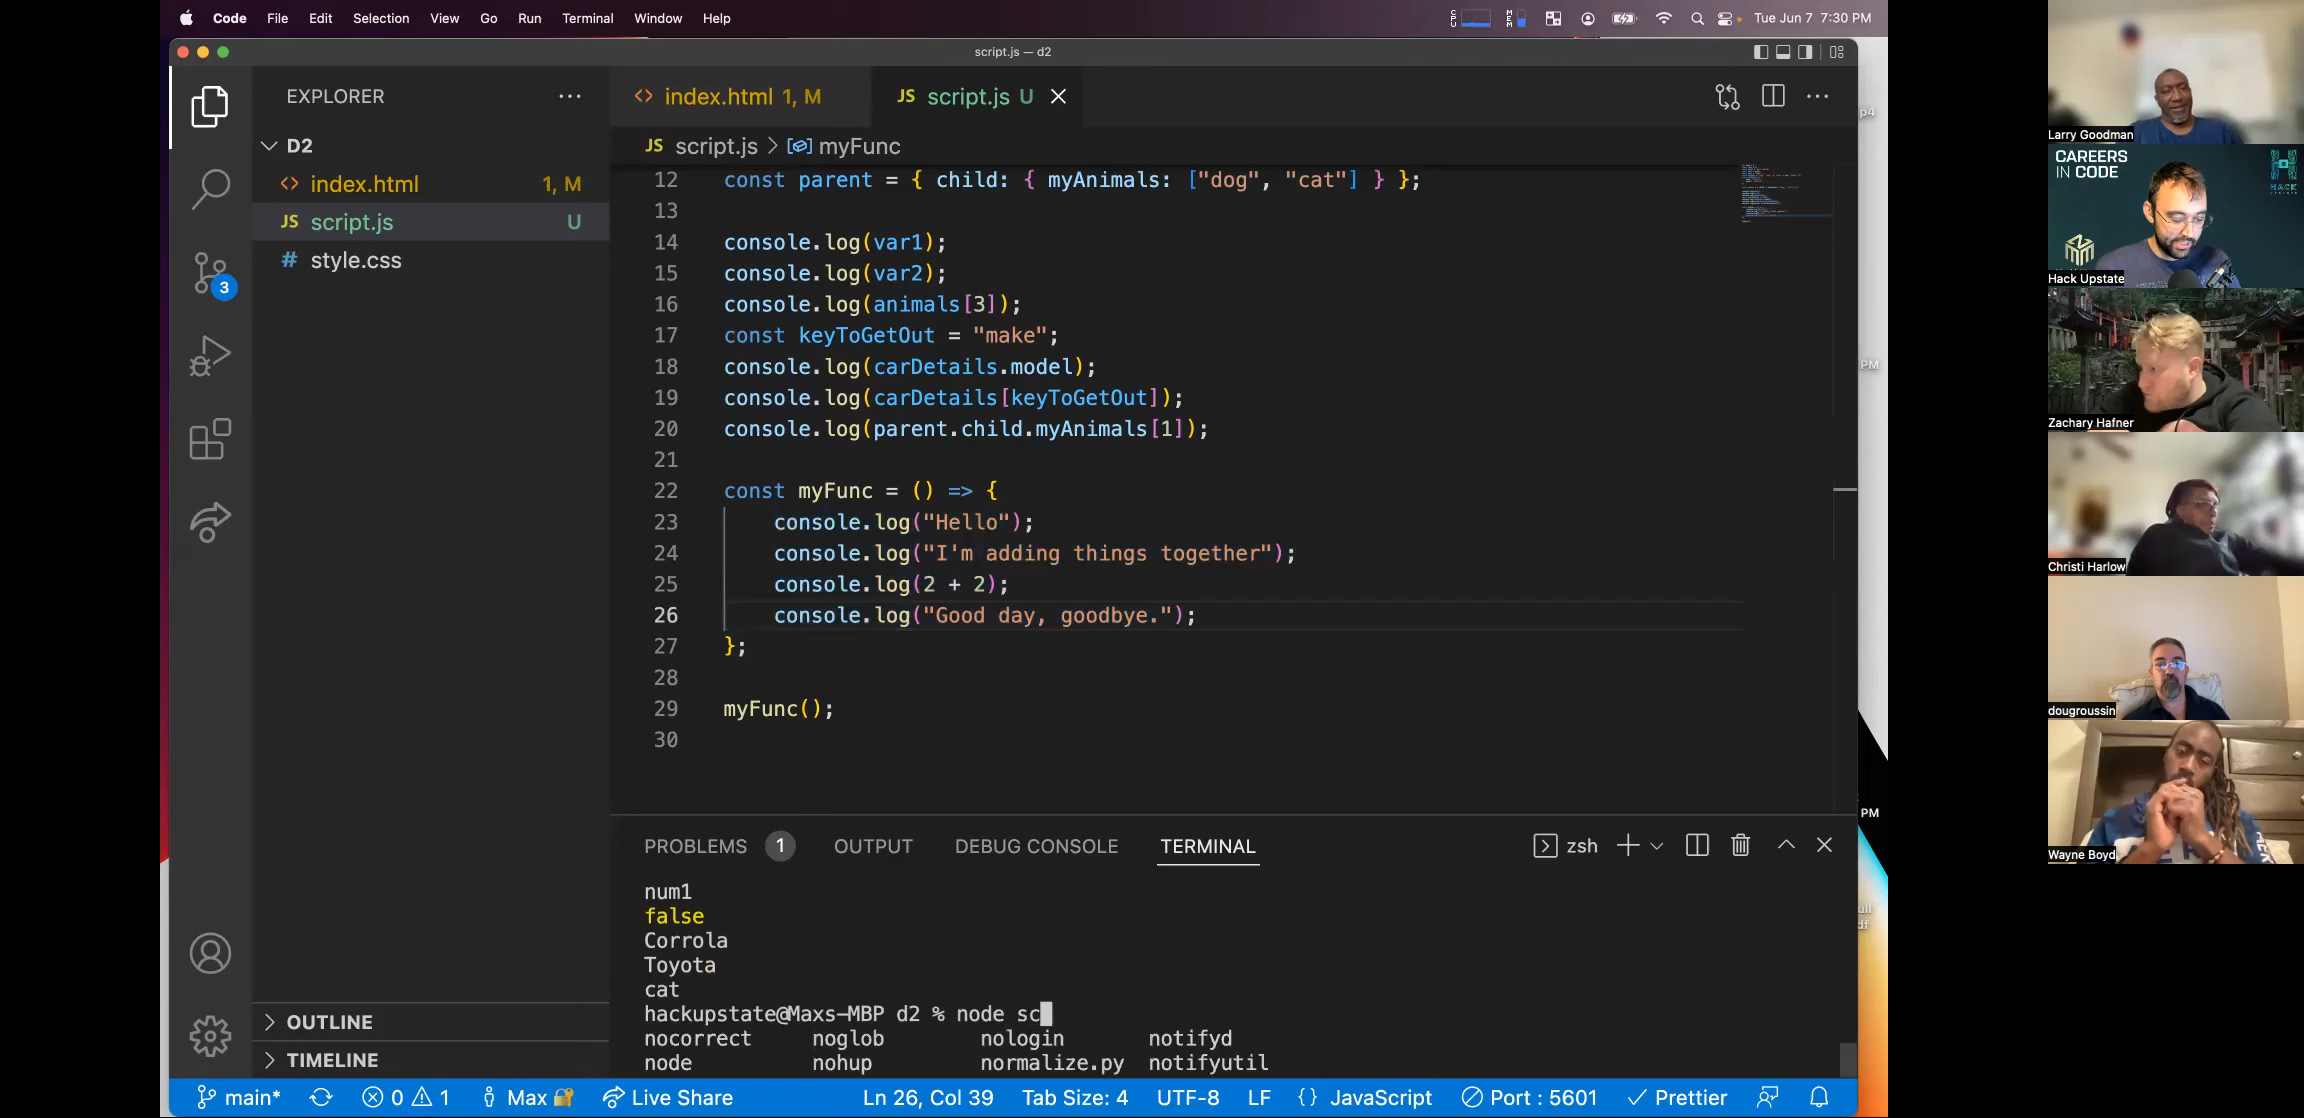 Code File Edit Selection View Go Run Terminal Window Help
CPU MEM Tue Jun 7 7:30 PM
script.js — d2
EXPLORER
D2
index.html 1, M
script.js U
style.css
3
OUTLINE
TIMELINE
index.html 1, M
JS script.js U
JS script.js > myFunc
12 const parent = { child: { myAnimals: ["dog", "cat"] } };
13
14 console.log(var1);
15 console.log(var2);
16 console.log(animals[3]);
17 const keyToGetOut = "make";
18 console.log(carDetails.model);
19 console.log(carDetails[keyToGetOut]);
20 console.log(parent.child.myAnimals[1]);
21
22 const myFunc = () => {
23 console.log("Hello");
24 console.log("I'm adding things together");
25 console.log(2 + 2);
26 console.log("Good day, goodbye.");
27 };
28
29 myFunc();
30
PROBLEMS 1 OUTPUT DEBUG CONSOLE TERMINAL zsh
num1
false
Corrola
Toyota
cat
hackupstate@Maxs-MBP d2 % node sc
nocorrect noglob nologin notifyd
node nohup normalize.py notifyutil
main* 0 1 Max Live Share Ln 26, Col 39 Tab Size: 4 UTF-8 LF {} JavaScript Port : 5601 Prettier
p4
PM
PM
df
Larry Goodman
CAREERS
IN CODE
HACK
Hack Upstate
Zachary Hafner
Christi Harlow
dougroussin
Wayne Boyd